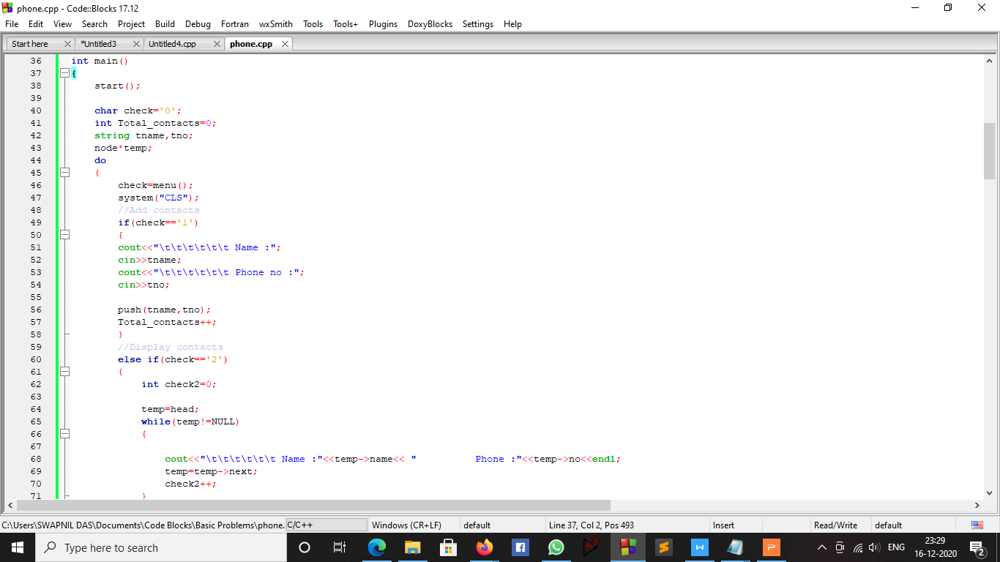 phone.cpp - Code::Blocks 17.12
File Edit View Search Project Build Debug Fortran wxSmith Tools Tools+ Plugins DoxyBlocks Settings Help
Start here *Untitled3 Untitled4.cpp phone.cpp
36 int main()
37 {
38 start();
39
40 char check='0';
41 int Total_contacts=0;
42 string tname,tno;
43 node*temp;
44 do
45 {
46 check=menu();
47 system("CLS");
48 //Add contacts
49 if(check=='1')
50 {
51 cout<<"\t\t\t\t\t\t Name :";
52 cin>>tname;
53 cout<<"\t\t\t\t\t\t Phone no :";
54 cin>>tno;
55
56 push(tname,tno);
57 Total_contacts++;
58 }
59 //Display contacts
60 else if(check=='2')
61 {
62 int check2=0;
63
64 temp=head;
65 while(temp!=NULL)
66 {
67
68 cout<<"\t\t\t\t\t\t Name :"<<temp->name<< "          Phone :"<<temp->no<<endl;
69 temp=temp->next;
70 check2++;
71 }
C:\Users\SWAPNIL DAS\Documents\Code Blocks\Basic Problems\phone. C/C++ Windows (CR+LF) default Line 37, Col 2, Pos 493 Insert Read/Write default
Type here to search ENG 23:29
16-12-2020 2